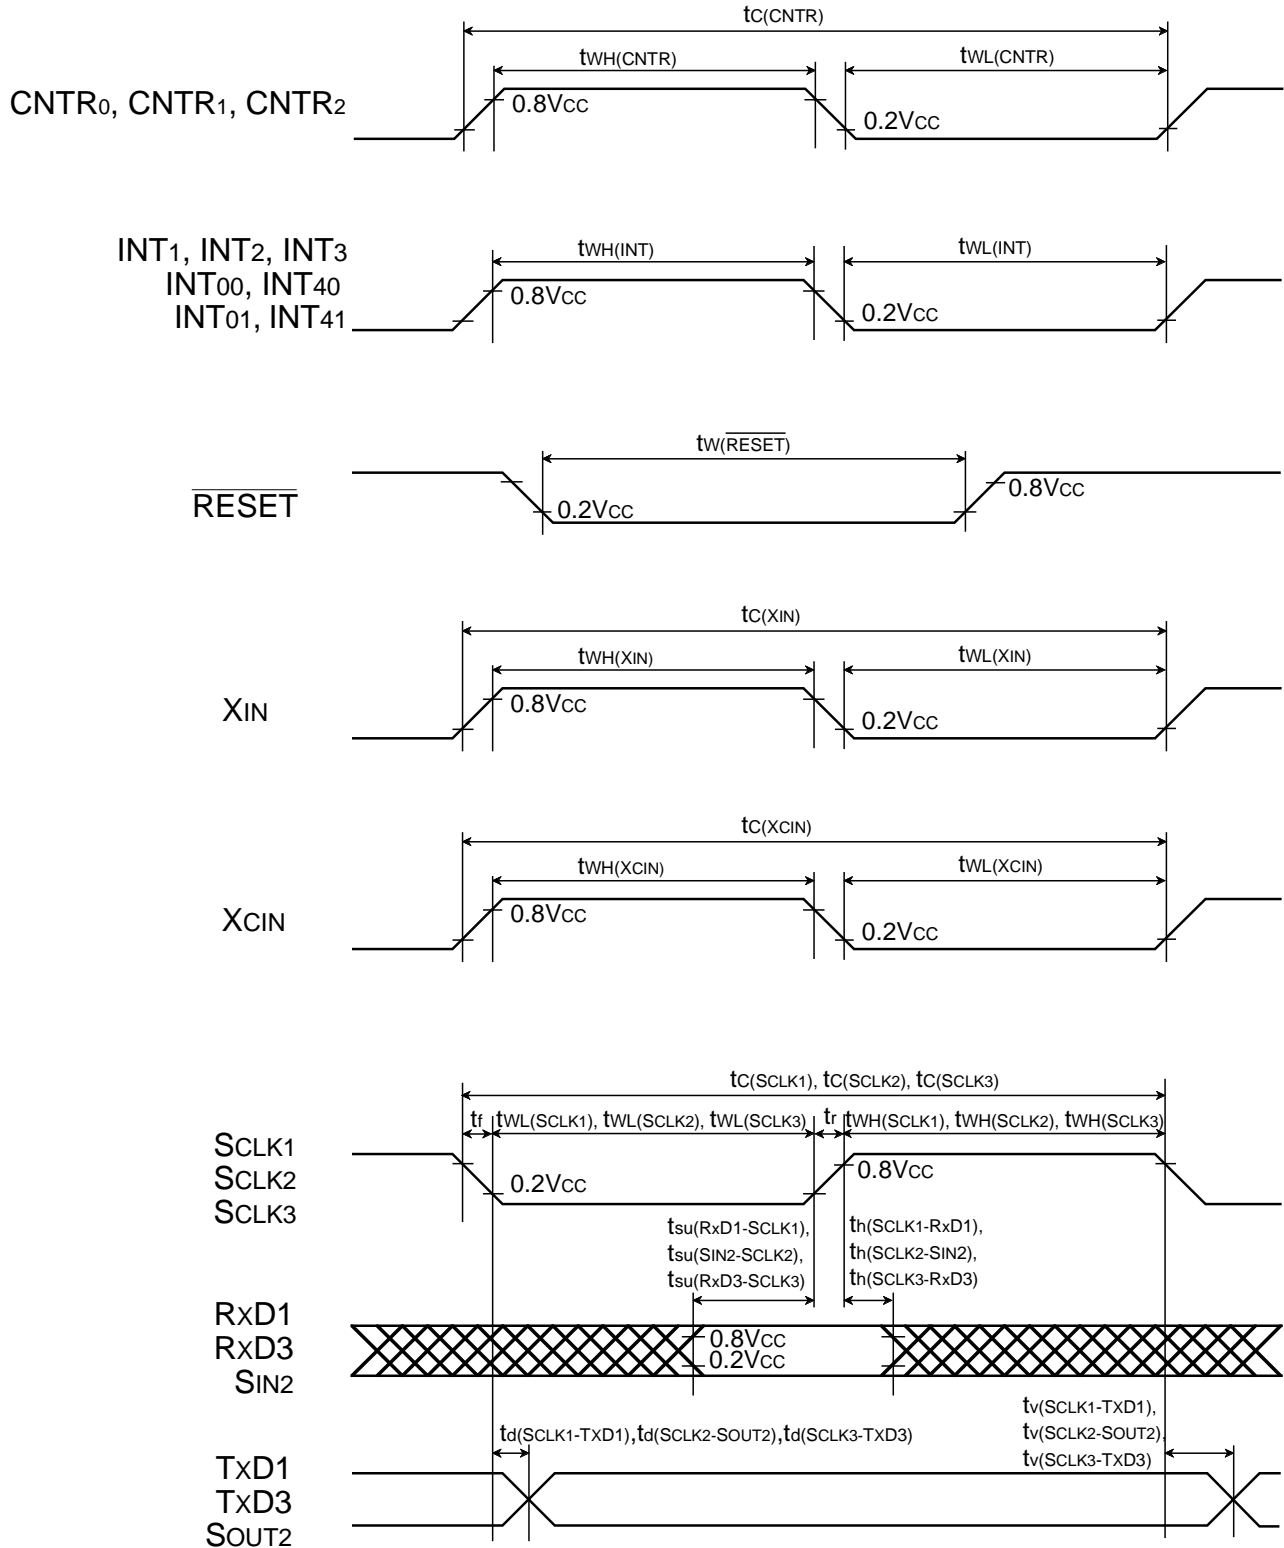 tC(CNTR)
tWH(CNTR) tWL(CNTR)
CNTR0, CNTR1, CNTR2
0.8VCC
0.2VCC
INT1, INT2, INT3
INT00, INT40
INT01, INT41
tWH(INT) tWL(INT)
0.8VCC
0.2VCC
tW(RESET)
RESET
0.2VCC
0.8VCC
tC(XIN)
tWH(XIN) tWL(XIN)
XIN
0.8VCC
0.2VCC
tC(XCIN)
tWH(XCIN) tWL(XCIN)
XCIN
0.8VCC
0.2VCC
tC(SCLK1), tC(SCLK2), tC(SCLK3)
tf tWL(SCLK1), tWL(SCLK2), tWL(SCLK3) tr tWH(SCLK1), tWH(SCLK2), tWH(SCLK3)
SCLK1
SCLK2
SCLK3
0.2VCC
0.8VCC
tsu(RxD1-SCLK1),
tsu(SIN2-SCLK2),
tsu(RxD3-SCLK3)
th(SCLK1-RxD1),
th(SCLK2-SIN2),
th(SCLK3-RxD3)
RXD1
RXD3
SIN2
0.8VCC
0.2VCC
td(SCLK1-TXD1),td(SCLK2-SOUT2),td(SCLK3-TXD3)
tv(SCLK1-TXD1),
tv(SCLK2-SOUT2),
tv(SCLK3-TXD3)
TXD1
TXD3
SOUT2